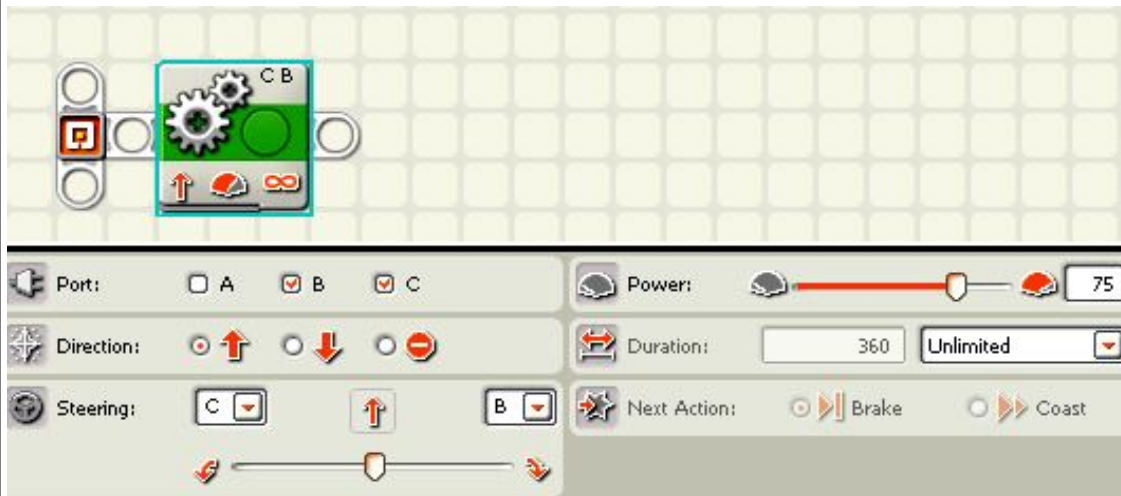 C B
Port: A B C
Power: 75
Direction:
Duration: 360 Unlimited
Steering: C B
Next Action: Brake Coast